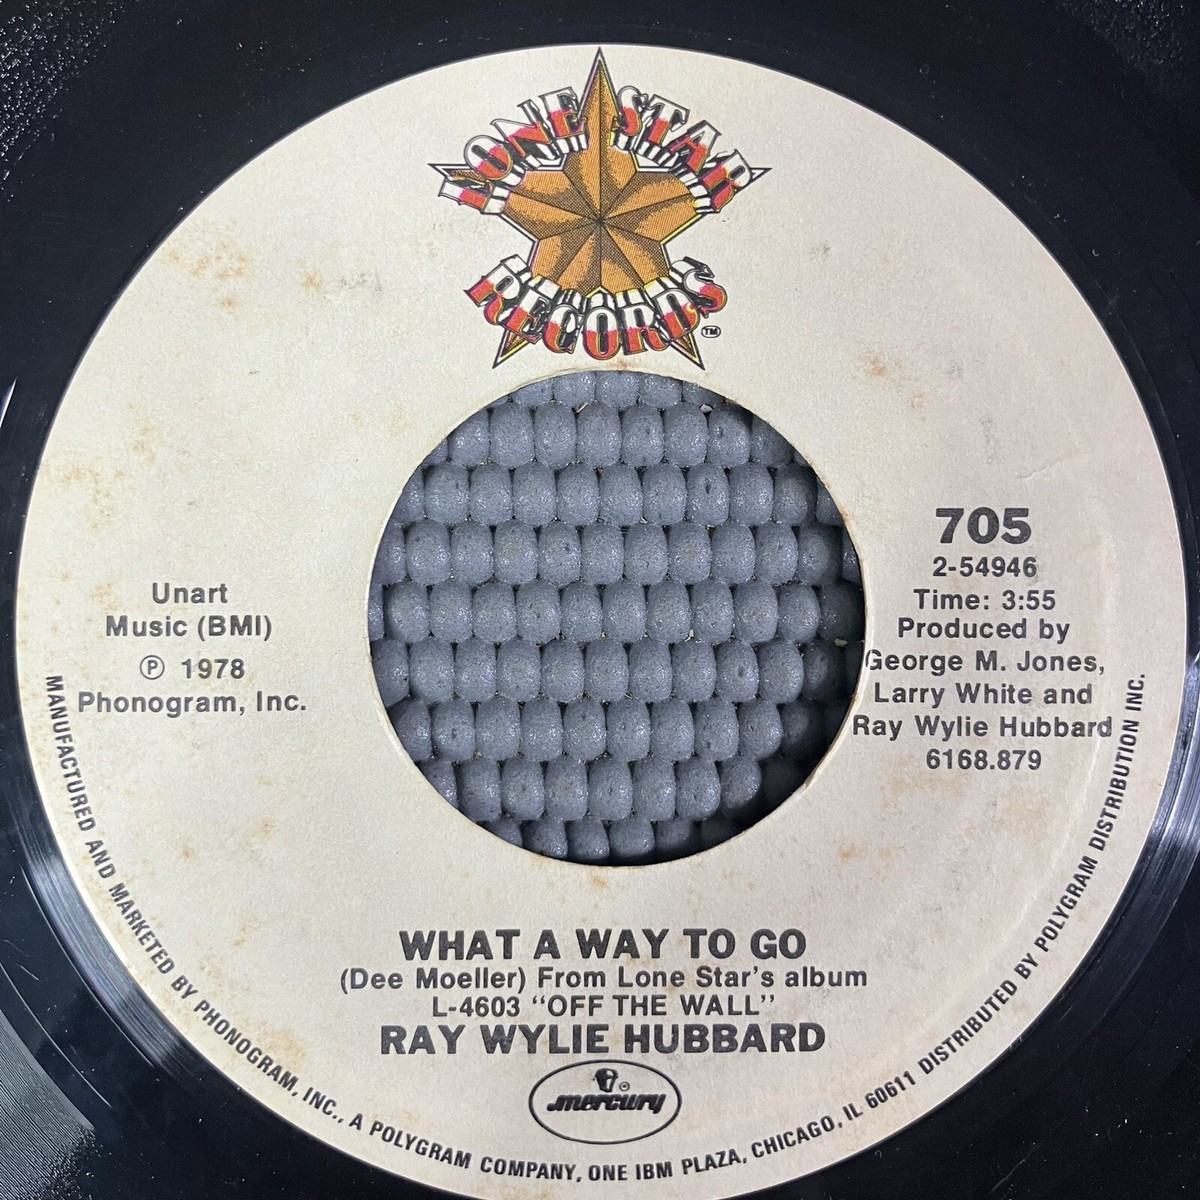 LONE STAR
RECORDS
TM
Unart
Music (BMI)
℗ 1978
Phonogram, Inc.
705
2-54946
Time: 3:55
Produced by
George M. Jones,
Larry White and
Ray Wylie Hubbard
6168.879
WHAT A WAY TO GO
(Dee Moeller) From Lone Star's album
L-4603 "OFF THE WALL"
RAY WYLIE HUBBARD
mercury
MANUFACTURED AND MARKETED BY PHONOGRAM, INC., A POLYGRAM COMPANY, ONE IBM PLAZA, CHICAGO, IL 60611 DISTRIBUTED BY POLYGRAM DISTRIBUTION INC.